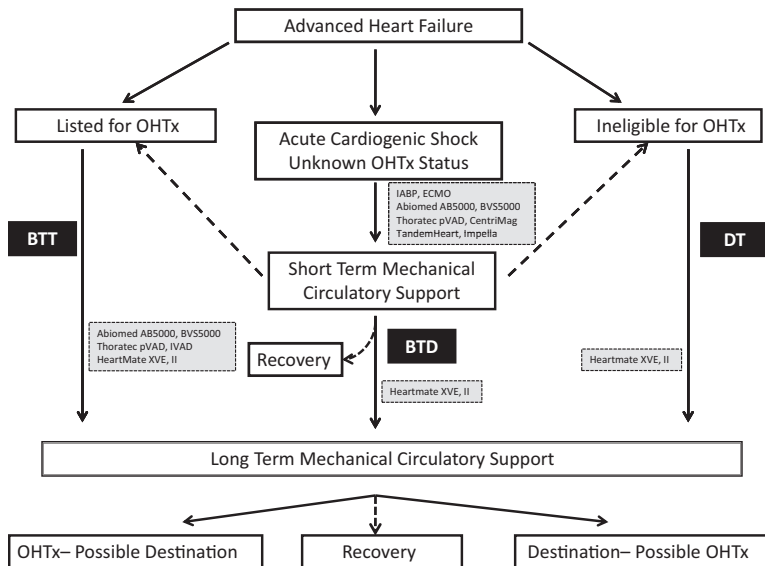 Advanced Heart Failure
Listed for OHTx
Acute Cardiogenic Shock
Unknown OHTx Status
Ineligible for OHTx
IABP, ECMO
Abiomed AB5000, BVS5000
Thoratec pVAD, CentriMag
TandemHeart, Impella
BTT
DT
Short Term Mechanical
Circulatory Support
Abiomed AB5000, BVS5000
Thoratec pVAD, IVAD
HeartMate XVE, II
Recovery
BTD
Heartmate XVE, II
Heartmate XVE, II
Long Term Mechanical Circulatory Support
OHTx– Possible Destination
Recovery
Destination– Possible OHTx